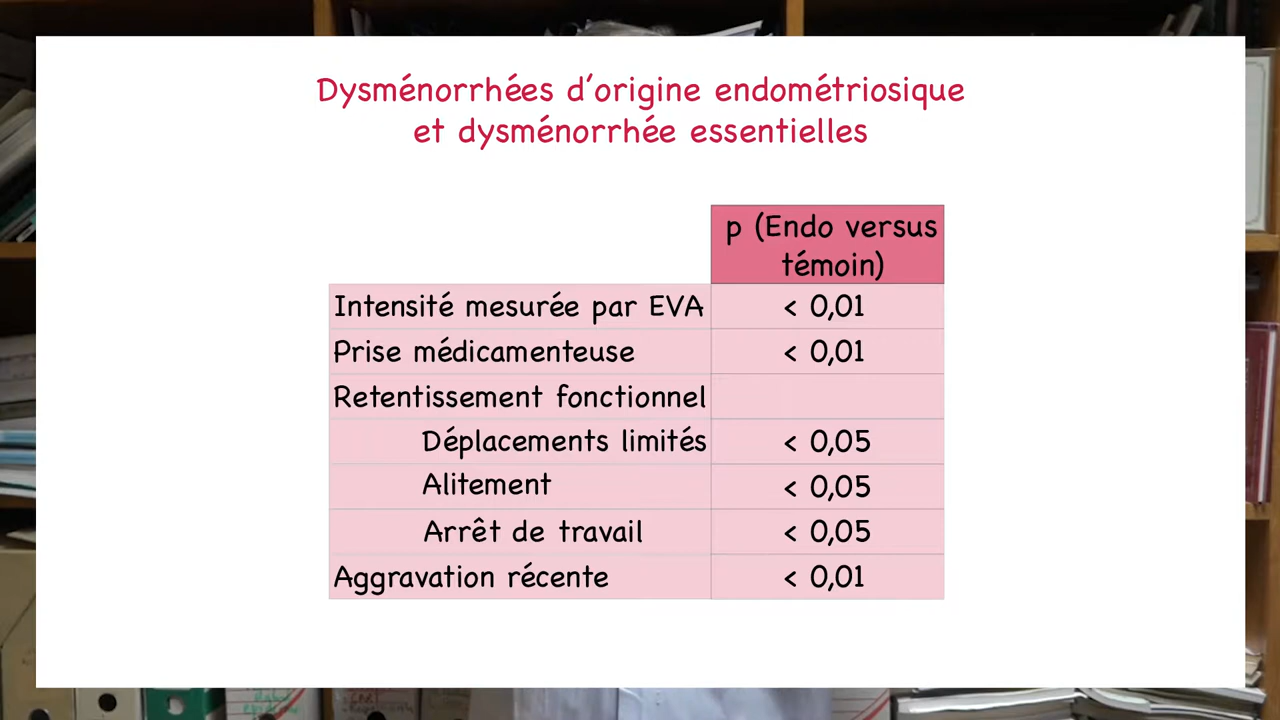 Dysménorrhées d'origine endométriosique
et dysménorrhée essentielles
p (Endo versus
témoin)
Intensité mesurée par EVA < 0,01
Prise médicamenteuse < 0,01
Retentissement fonctionnel
Déplacements limités < 0,05
Alitement < 0,05
Arrêt de travail < 0,05
Aggravation récente < 0,01